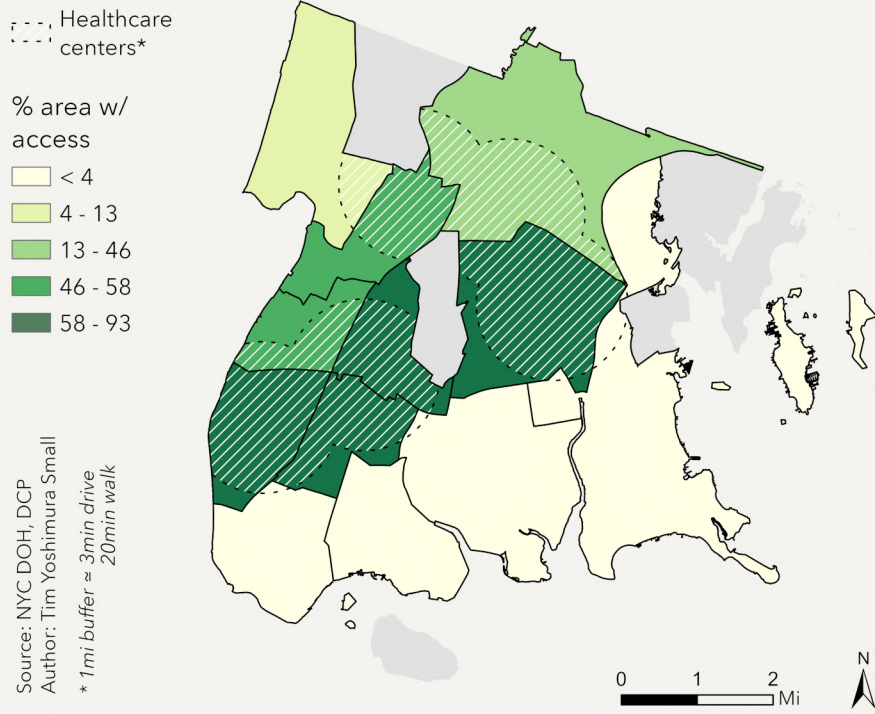 Healthcare
centers*
% area w/
access
< 4
4 - 13
13 - 46
46 - 58
58 - 93
Source: NYC DOH, DCP
Author: Tim Yoshimura Small
* 1mi buffer ≈ 3min drive
20min walk
0 1 2
Mi
N